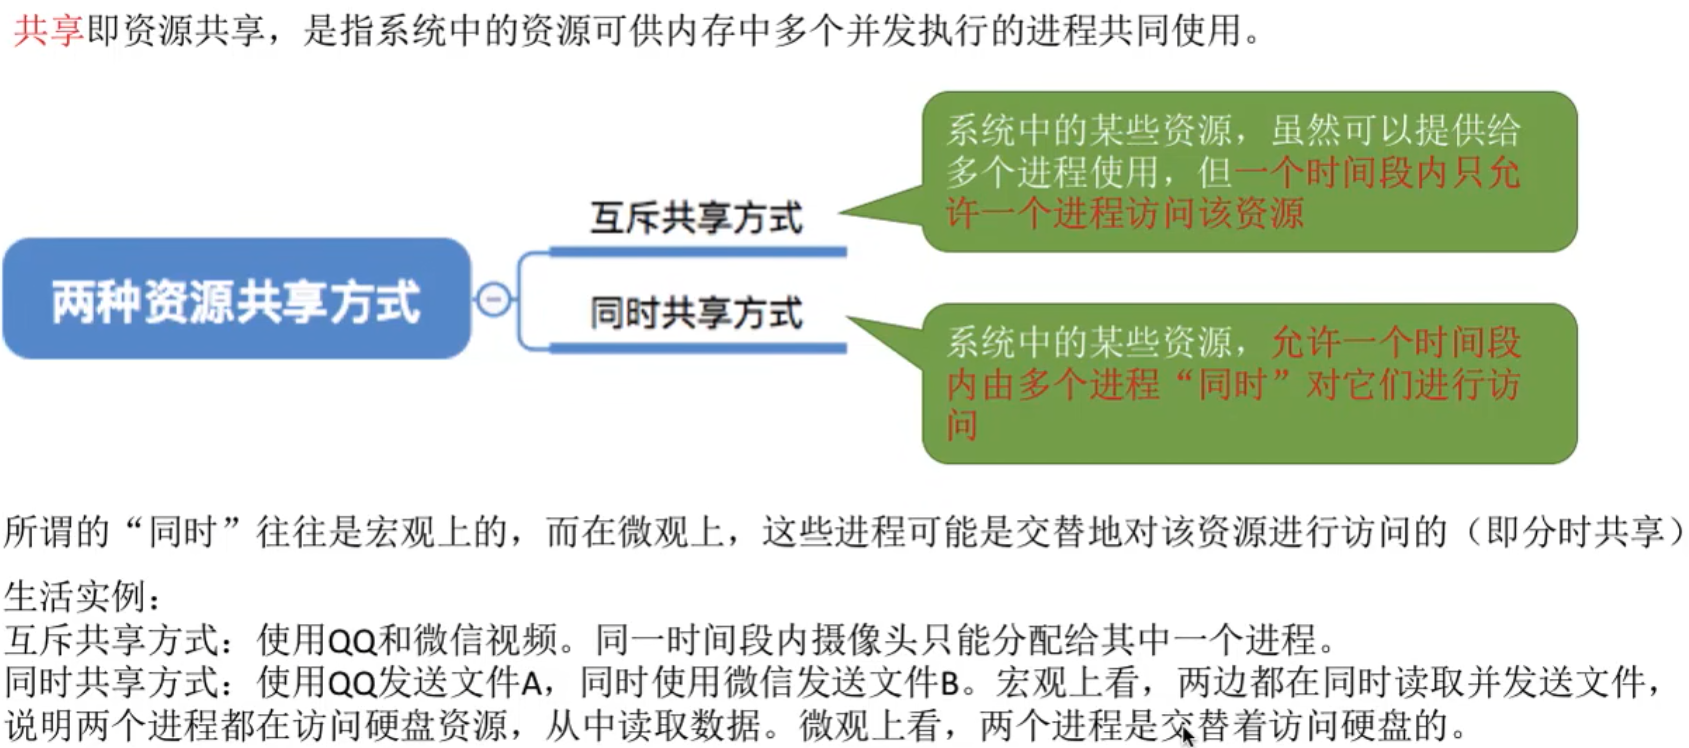 共享即资源共享，是指系统中的资源可供内存中多个并发执行的进程共同使用。
系统中的某些资源，虽然可以提供给
多个进程使用，但一个时间段内只允
许一个进程访问该资源
互斥共享方式
两种资源共享方式
同时共享方式
系统中的某些资源，允许一个时间段
内由多个进程“同时”对它们进行访
问
所谓的“同时”往往是宏观上的，而在微观上，这些进程可能是交替地对该资源进行访问的（即分时共享）
生活实例：
互斥共享方式：使用QQ和微信视频。同一时间段内摄像头只能分配给其中一个进程。
同时共享方式：使用QQ发送文件A，同时使用微信发送文件B。宏观上看，两边都在同时读取并发送文件，
说明两个进程都在访问硬盘资源，从中读取数据。微观上看，两个进程是交替着访问硬盘的。